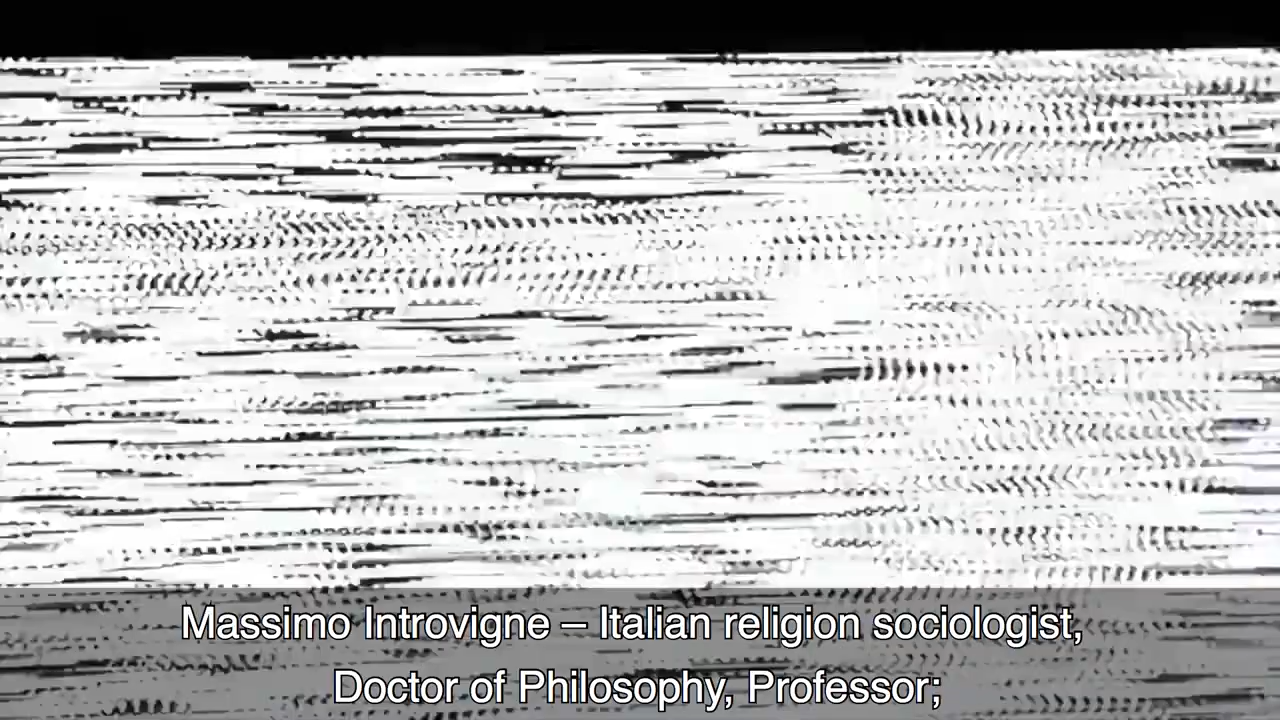 Massimo Introvigne – Italian religion sociologist,
Doctor of Philosophy, Professor;